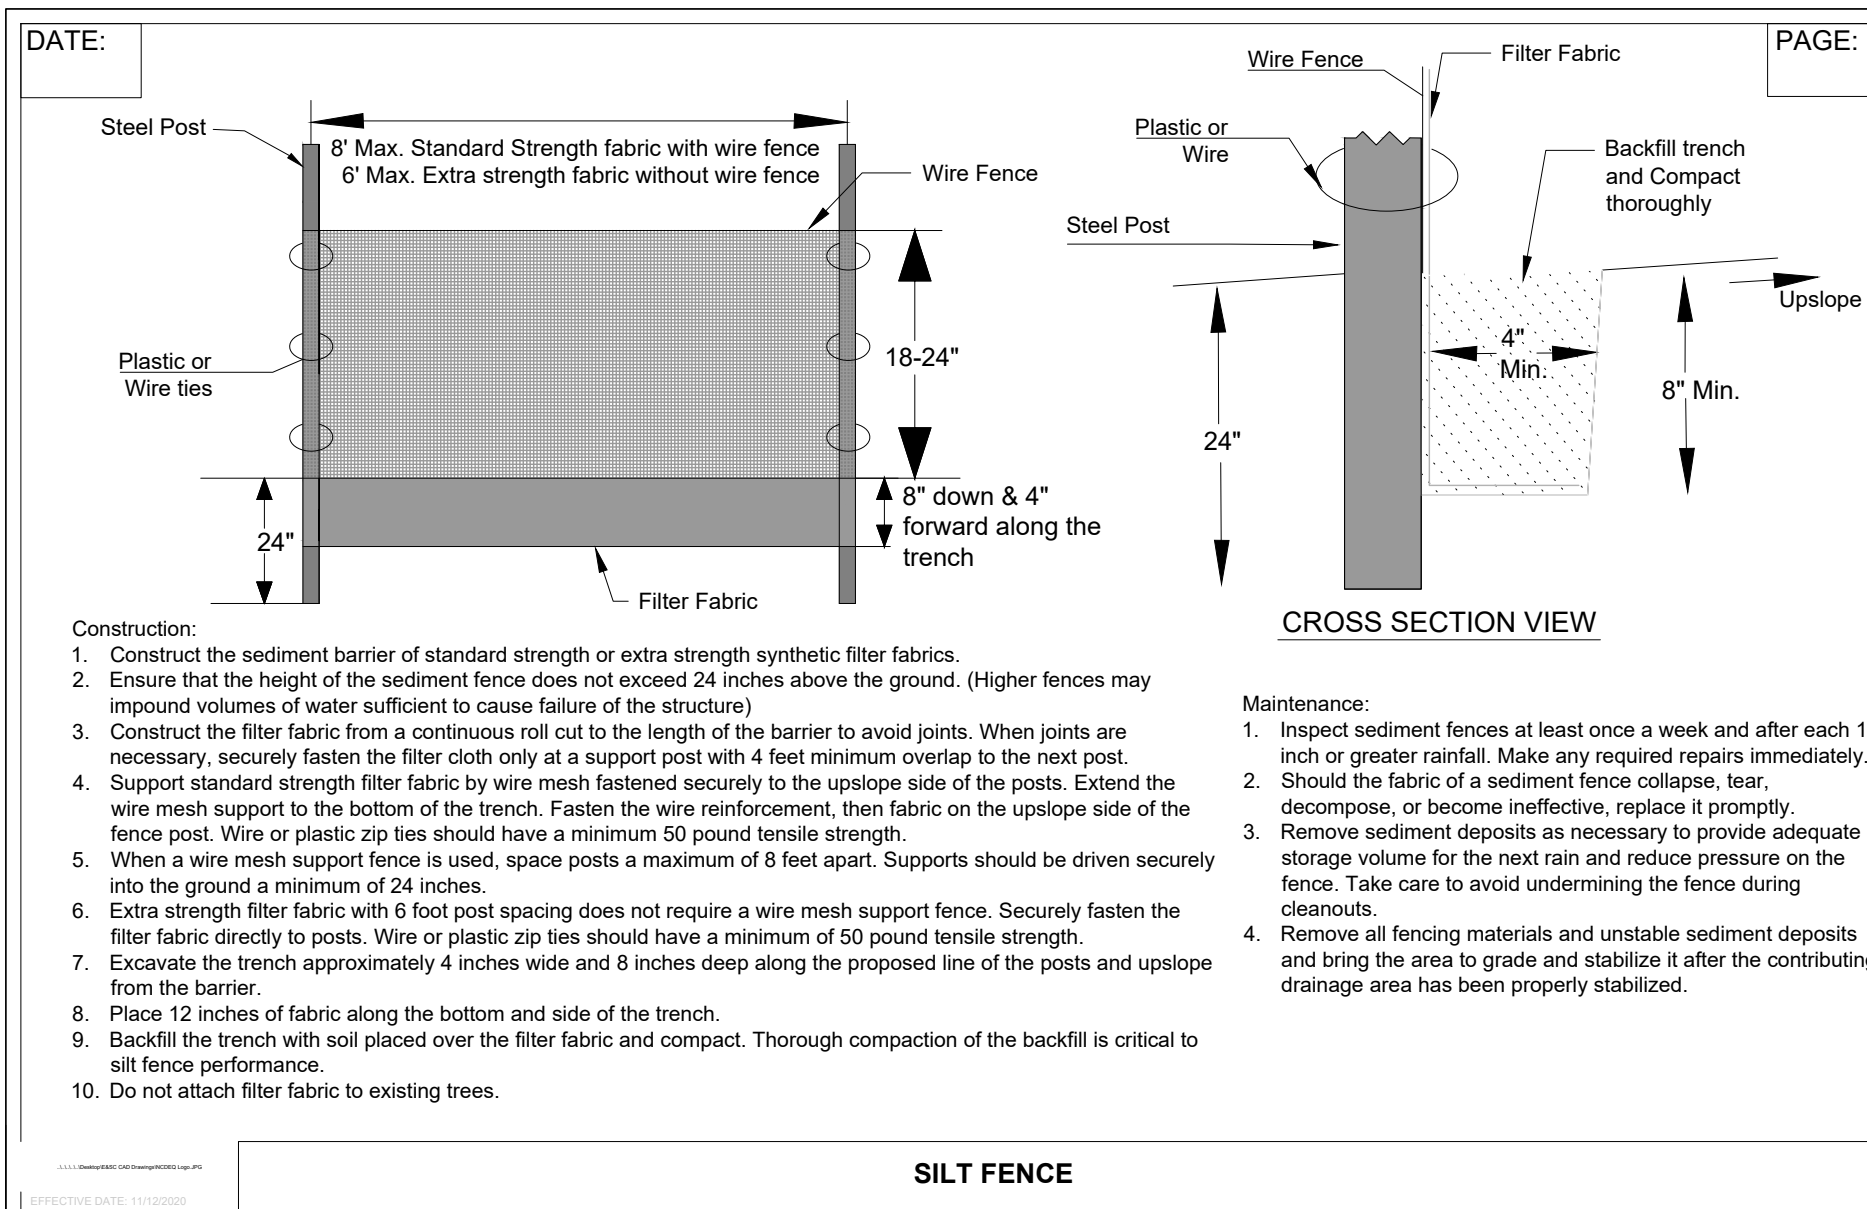 DATE:
PAGE:
Steel Post
8' Max. Standard Strength fabric with wire fence
6' Max. Extra strength fabric without wire fence
Wire Fence
18-24"
Plastic or
Wire ties
24"
8" down & 4"
forward along the
trench
Filter Fabric
Wire Fence
Filter Fabric
Plastic or
Wire
Backfill trench
and Compact
thoroughly
Steel Post
Upslope
4"
Min.
8" Min.
24"
CROSS SECTION VIEW
Construction:
1. Construct the sediment barrier of standard strength or extra strength synthetic filter fabrics.
2. Ensure that the height of the sediment fence does not exceed 24 inches above the ground. (Higher fences may
impound volumes of water sufficient to cause failure of the structure)
3. Construct the filter fabric from a continuous roll cut to the length of the barrier to avoid joints. When joints are
necessary, securely fasten the filter cloth only at a support post with 4 feet minimum overlap to the next post.
4. Support standard strength filter fabric by wire mesh fastened securely to the upslope side of the posts. Extend the
wire mesh support to the bottom of the trench. Fasten the wire reinforcement, then fabric on the upslope side of the
fence post. Wire or plastic zip ties should have a minimum 50 pound tensile strength.
5. When a wire mesh support fence is used, space posts a maximum of 8 feet apart. Supports should be driven securely
into the ground a minimum of 24 inches.
6. Extra strength filter fabric with 6 foot post spacing does not require a wire mesh support fence. Securely fasten the
filter fabric directly to posts. Wire or plastic zip ties should have a minimum of 50 pound tensile strength.
7. Excavate the trench approximately 4 inches wide and 8 inches deep along the proposed line of the posts and upslope
from the barrier.
8. Place 12 inches of fabric along the bottom and side of the trench.
9. Backfill the trench with soil placed over the filter fabric and compact. Thorough compaction of the backfill is critical to
silt fence performance.
10. Do not attach filter fabric to existing trees.
Maintenance:
1. Inspect sediment fences at least once a week and after each 1
inch or greater rainfall. Make any required repairs immediately.
2. Should the fabric of a sediment fence collapse, tear,
decompose, or become ineffective, replace it promptly.
3. Remove sediment deposits as necessary to provide adequate
storage volume for the next rain and reduce pressure on the
fence. Take care to avoid undermining the fence during
cleanouts.
4. Remove all fencing materials and unstable sediment deposits
and bring the area to grade and stabilize it after the contributing
drainage area has been properly stabilized.
..\..\..\..\..\Desktop\E&SC CAD Drawings\NCDEQ Logo.JPG
EFFECTIVE DATE: 11/12/2020
SILT FENCE